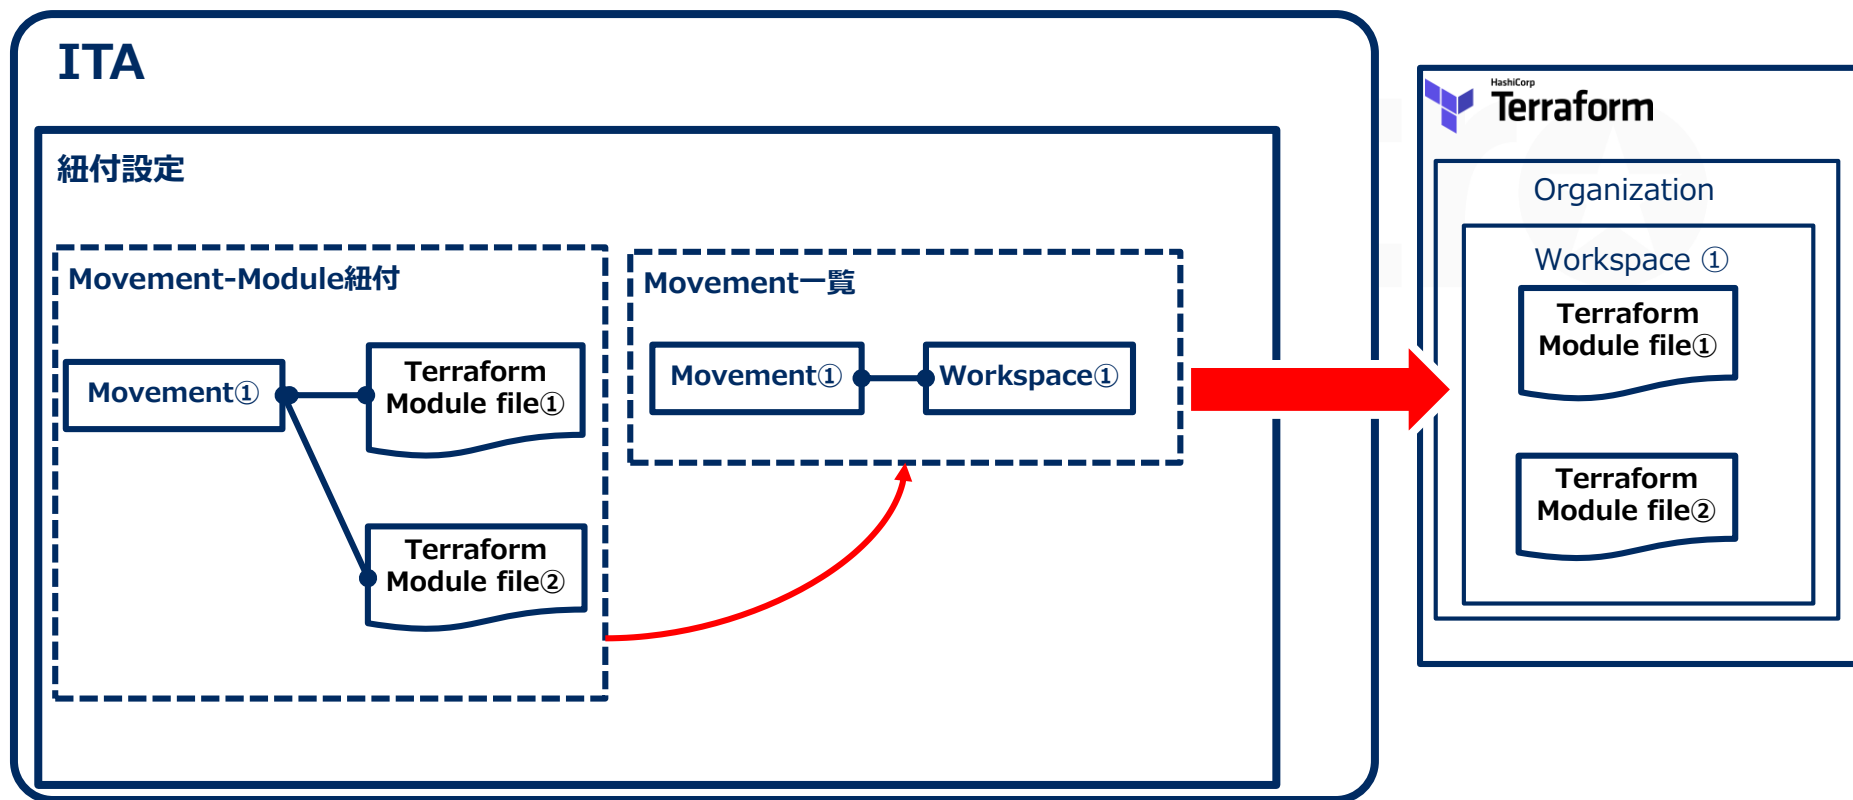 ITA
紐付設定
Movement-Module紐付
Movement①
Terraform
Module file①
Terraform
Module file②
Movement一覧
Movement①
Workspace①
HashiCorp
Terraform
Organization
Workspace ①
Terraform
Module file①
Terraform
Module file②